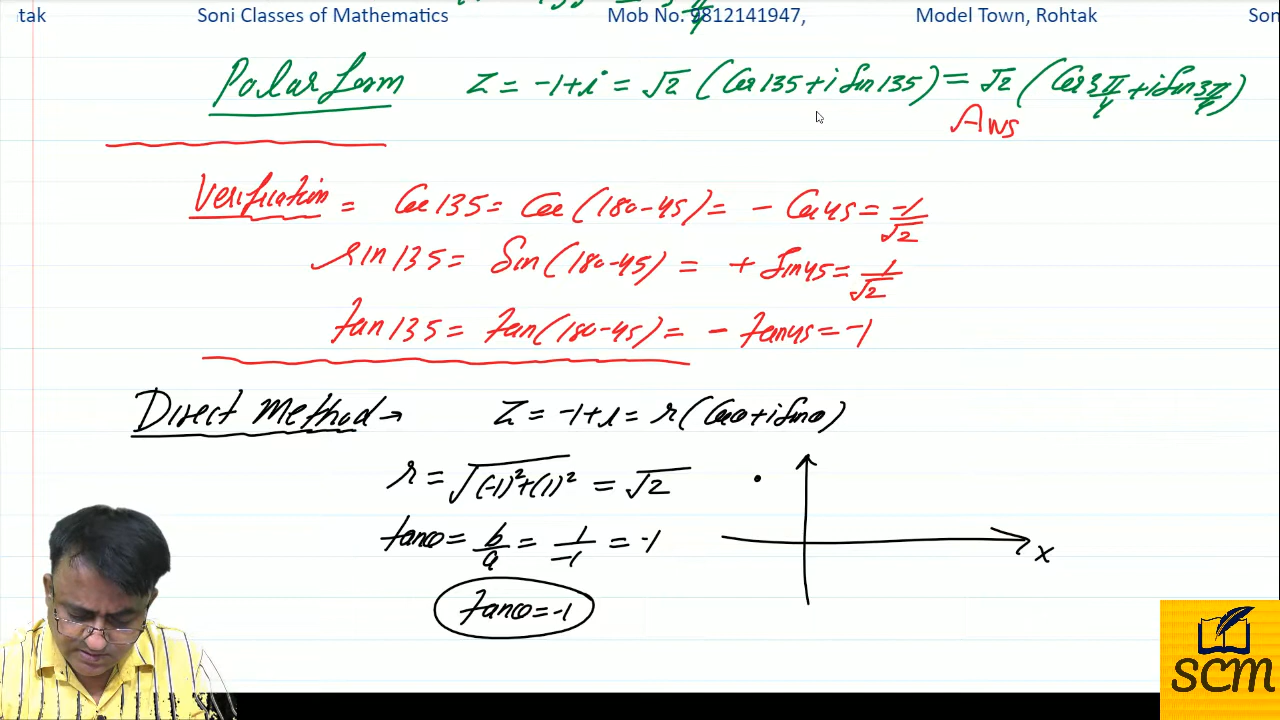 tak Soni Classes of Mathematics Mob No. 9812141947, Model Town, Rohtak Son
Polar form Z = -1+i = √2 (Cos 135 + i Sin 135) = √2 (Cos 3π/4 + i Sin 3π/4)
Ans
Verification = Cos 135 = Cos (180-45) = - Cos 45 = -1/√2
Sin 135 = Sin (180-45) = + Sin 45 = 1/√2
tan 135 = tan (180-45) = - tan 45 = -1
Direct Method → Z = -1+i = r (Cosθ + i Sinθ)
r = √((-1)²+(1)²) = √2
tanθ = b/a = 1/-1 = -1
x
tanθ = -1
SCM